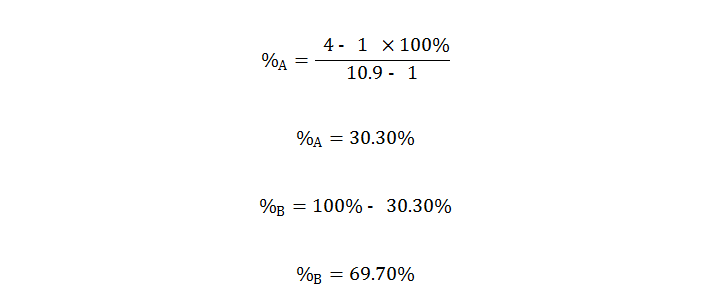 %A = 4 - 1 × 100% / 10.9 - 1
%A = 30.30%
%B = 100% - 30.30%
%B = 69.70%